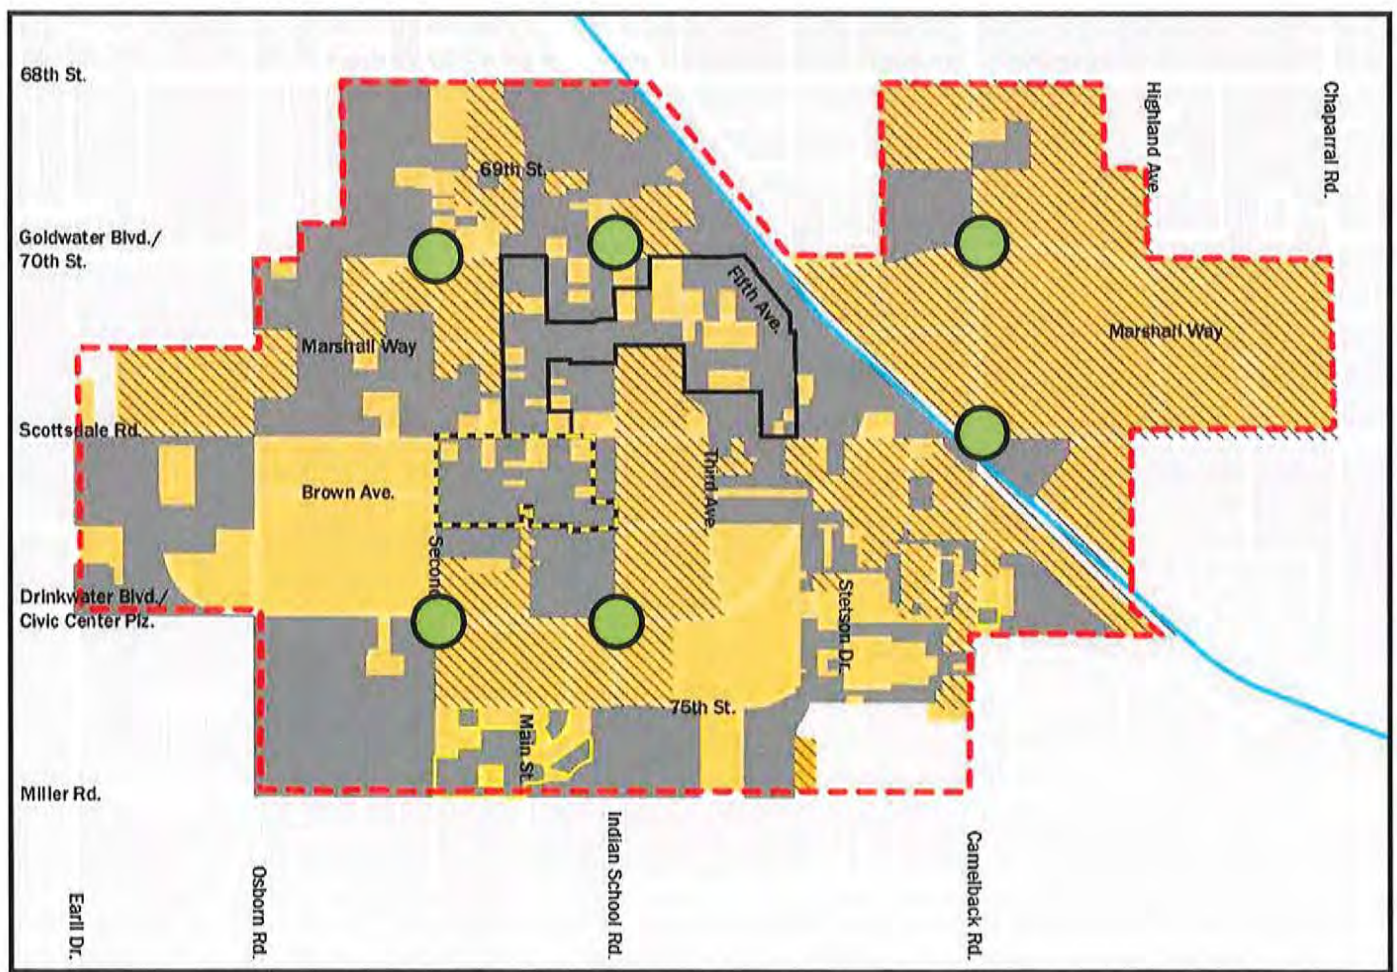 68th St.
Highland Ave
Chaparral Rd.
69th St.
Goldwater Blvd./
70th St.
Fifth Ave.
Marshall Way
Marshall Way
Scottsdale Rd.
Third Ave.
Brown Ave.
Second
Drinkwater Blvd./
Civic Center Plz.
Stetson Dr.
75th St.
Main St.
Miller Rd.
Indian School Rd.
Camelback Rd.
Osborn Rd.
Earll Dr.